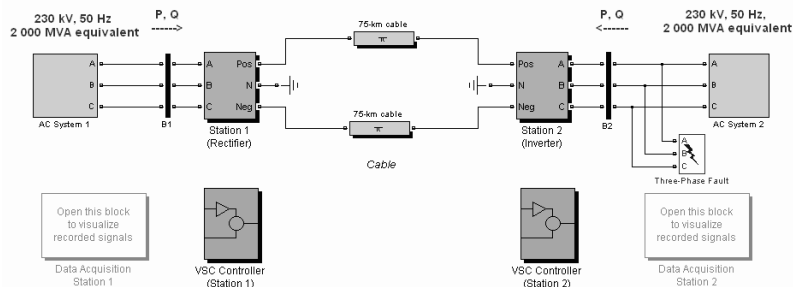 230 kV, 50 Hz
2 000 MVA equivalent
P, Q
------>
75-km cable
P, Q
<------
230 kV, 50 Hz,
2 000 MVA equivalent
A
B
C
A
B
C
Pos
N
Neg
Pos
N
Neg
A
B
C
A
B
C
AC System 1
B1
Station 1
(Rectifier)
75-km cable
Cable
Station 2
(Inverter)
B2
AC System 2
A
B
C
Three-Phase Fault
Open this block
to visualize
recorded signals
Data Acquisition
Station 1
VSC Controller
(Station 1)
VSC Controller
(Station 2)
Open this block
to visualize
recorded signals
Data Acquisition
Station 2